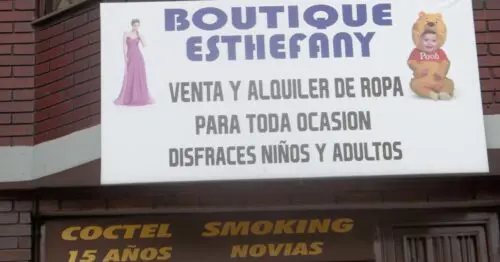 BOUTIQUE
ESTHEFANY
VENTA Y ALQUILER DE ROPA
PARA TODA OCASION
DISFRACES NIÑOS Y ADULTOS
Pooh
COCTEL SMOKING
15 AÑOS NOVIAS